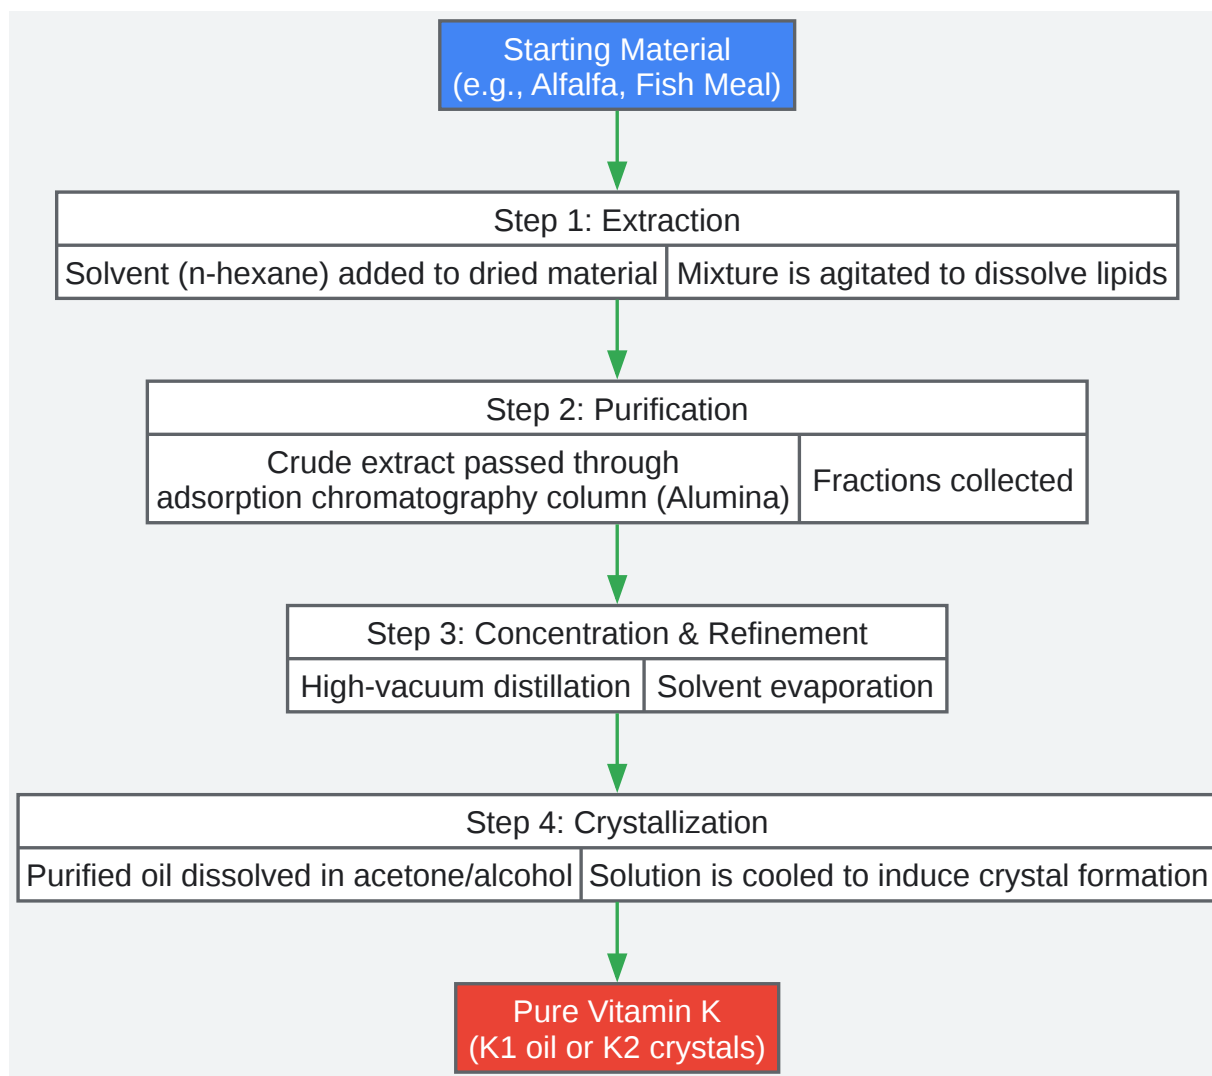 Starting Material
(e.g., Alfalfa, Fish Meal)
Step 1: Extraction
Solvent (n-hexane) added to dried material
Mixture is agitated to dissolve lipids
Step 2: Purification
Crude extract passed through
adsorption chromatography column (Alumina)
Fractions collected
Step 3: Concentration & Refinement
High-vacuum distillation
Solvent evaporation
Step 4: Crystallization
Purified oil dissolved in acetone/alcohol
Solution is cooled to induce crystal formation
Pure Vitamin K
(K1 oil or K2 crystals)